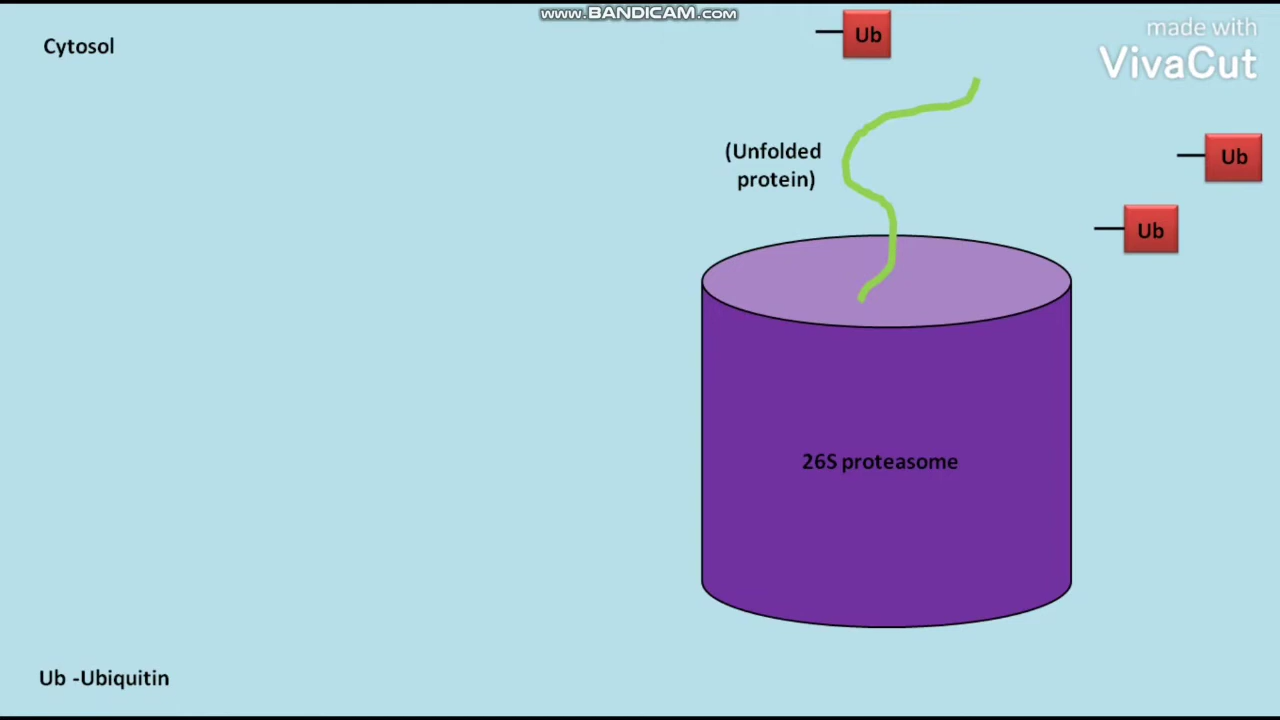 www.BANDICAM.com
Cytosol
Ub
made with
VivaCut
(Unfolded
protein)
Ub
Ub
26S proteasome
Ub -Ubiquitin